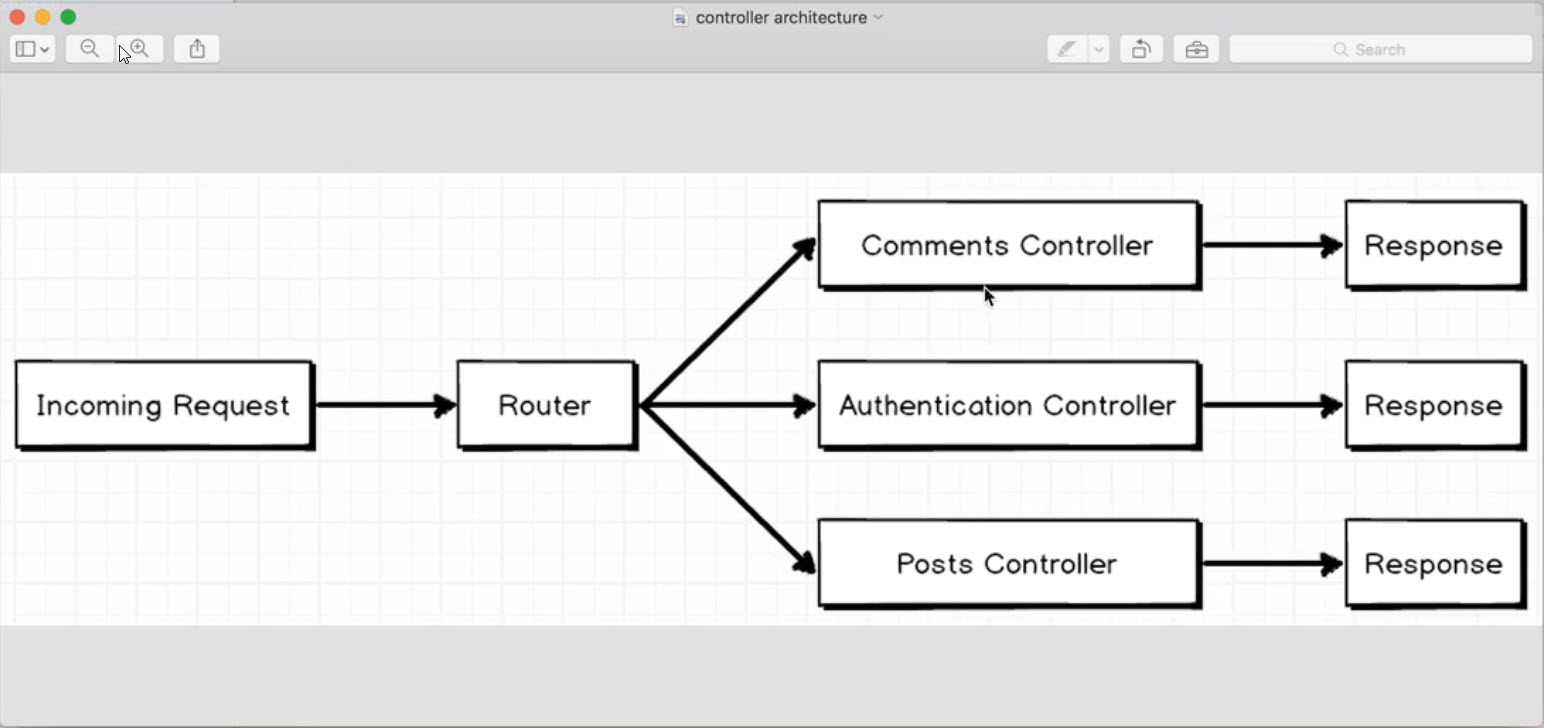 controller architecture
Search
Comments Controller
Response
Incoming Request
Router
Authentication Controller
Response
Posts Controller
Response